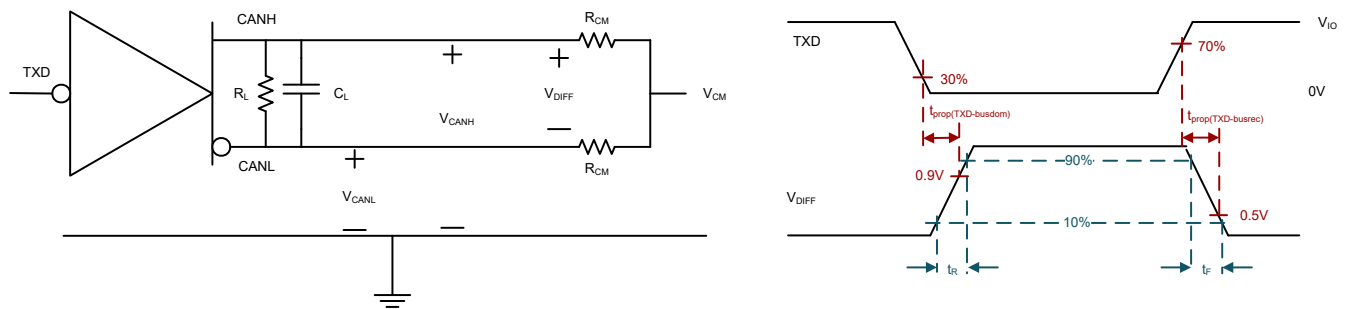 CANH
TXD
R_L
C_L
V_CANH
V_DIFF
R_CM
V_CM
R_CM
CANL
V_CANL
+
+
−
+
−
−
TXD
V_IO
70%
30%
0V
t_prop(TXD-busdom)
t_prop(TXD-busrec)
90%
0.9V
V_DIFF
10%
0.5V
t_R
t_F